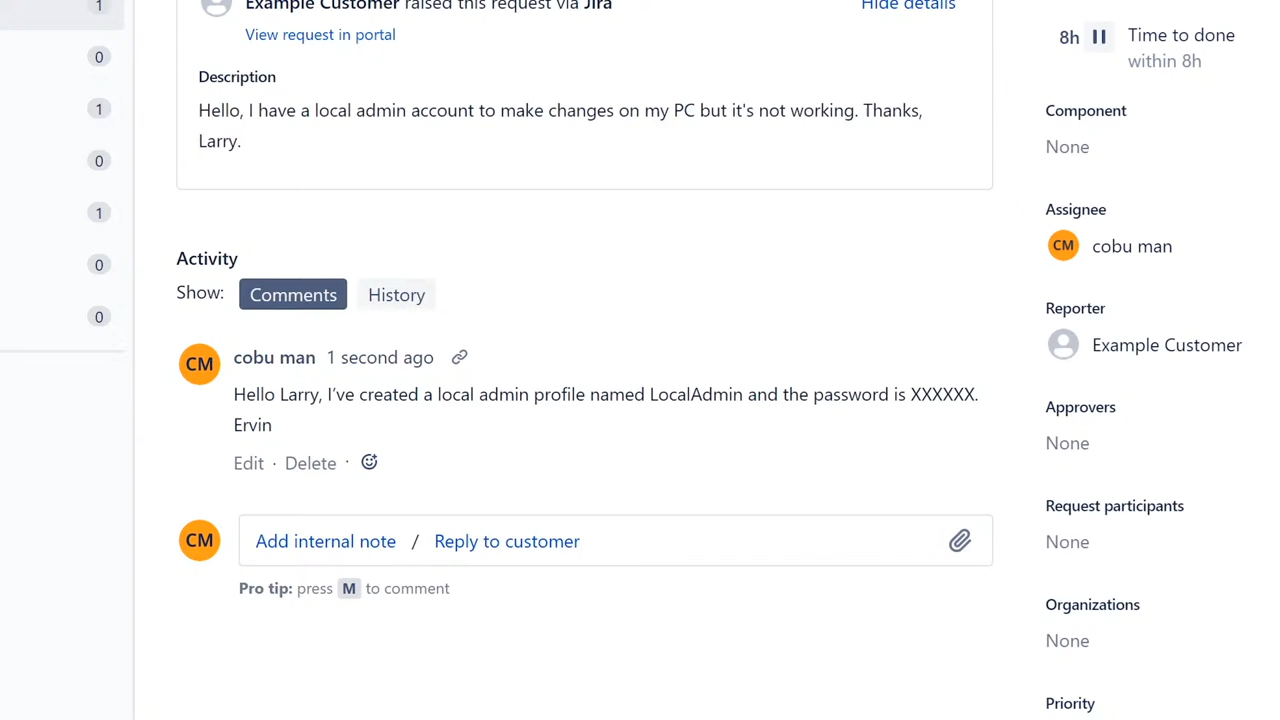 1
Example Customer raised this request via Jira
Hide details
View request in portal
Description
Hello, I have a local admin account to make changes on my PC but it's not working. Thanks,
Larry.
0
1
0
1
0
0
Activity
Show: Comments History
CM cobu man 1 second ago
Hello Larry, I’ve created a local admin profile named LocalAdmin and the password is XXXXXX.
Ervin
Edit · Delete ·
CM Add internal note / Reply to customer
Pro tip: press M to comment
8h Time to done
within 8h
Component
None
Assignee
CM cobu man
Reporter
Example Customer
Approvers
None
Request participants
None
Organizations
None
Priority